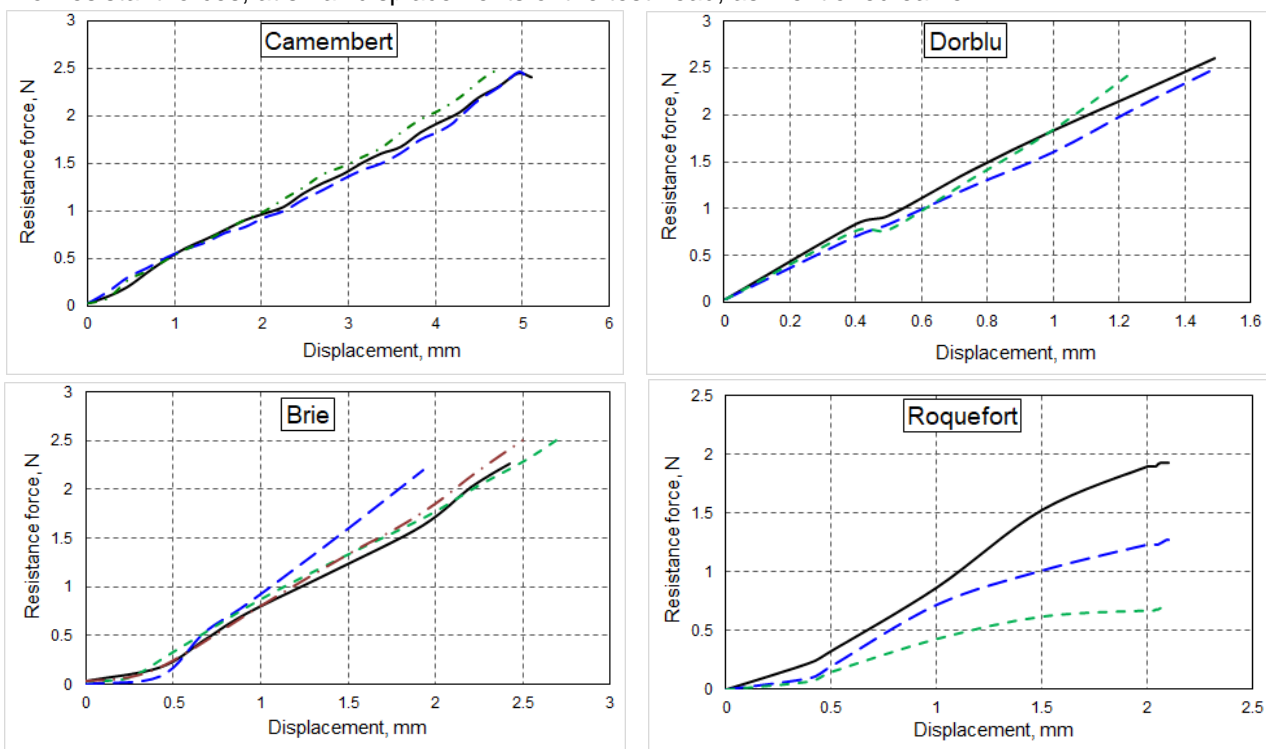 Camembert
3
2.5
2
1.5
1
0.5
0
0 1 2 3 4 5 6
Resistance force, N
Displacement, mm
Dorblu
3
2.5
2
1.5
1
0.5
0
0 0.2 0.4 0.6 0.8 1 1.2 1.4 1.6
Resistance force, N
Displacement, mm
Brie
3
2.5
2
1.5
1
0.5
0
0 0.5 1 1.5 2 2.5 3
Resistance force, N
Displacement, mm
Roquefort
2.5
2
1.5
1
0.5
0
0 0.5 1 1.5 2 2.5
Resistance force, N
Displacement, mm